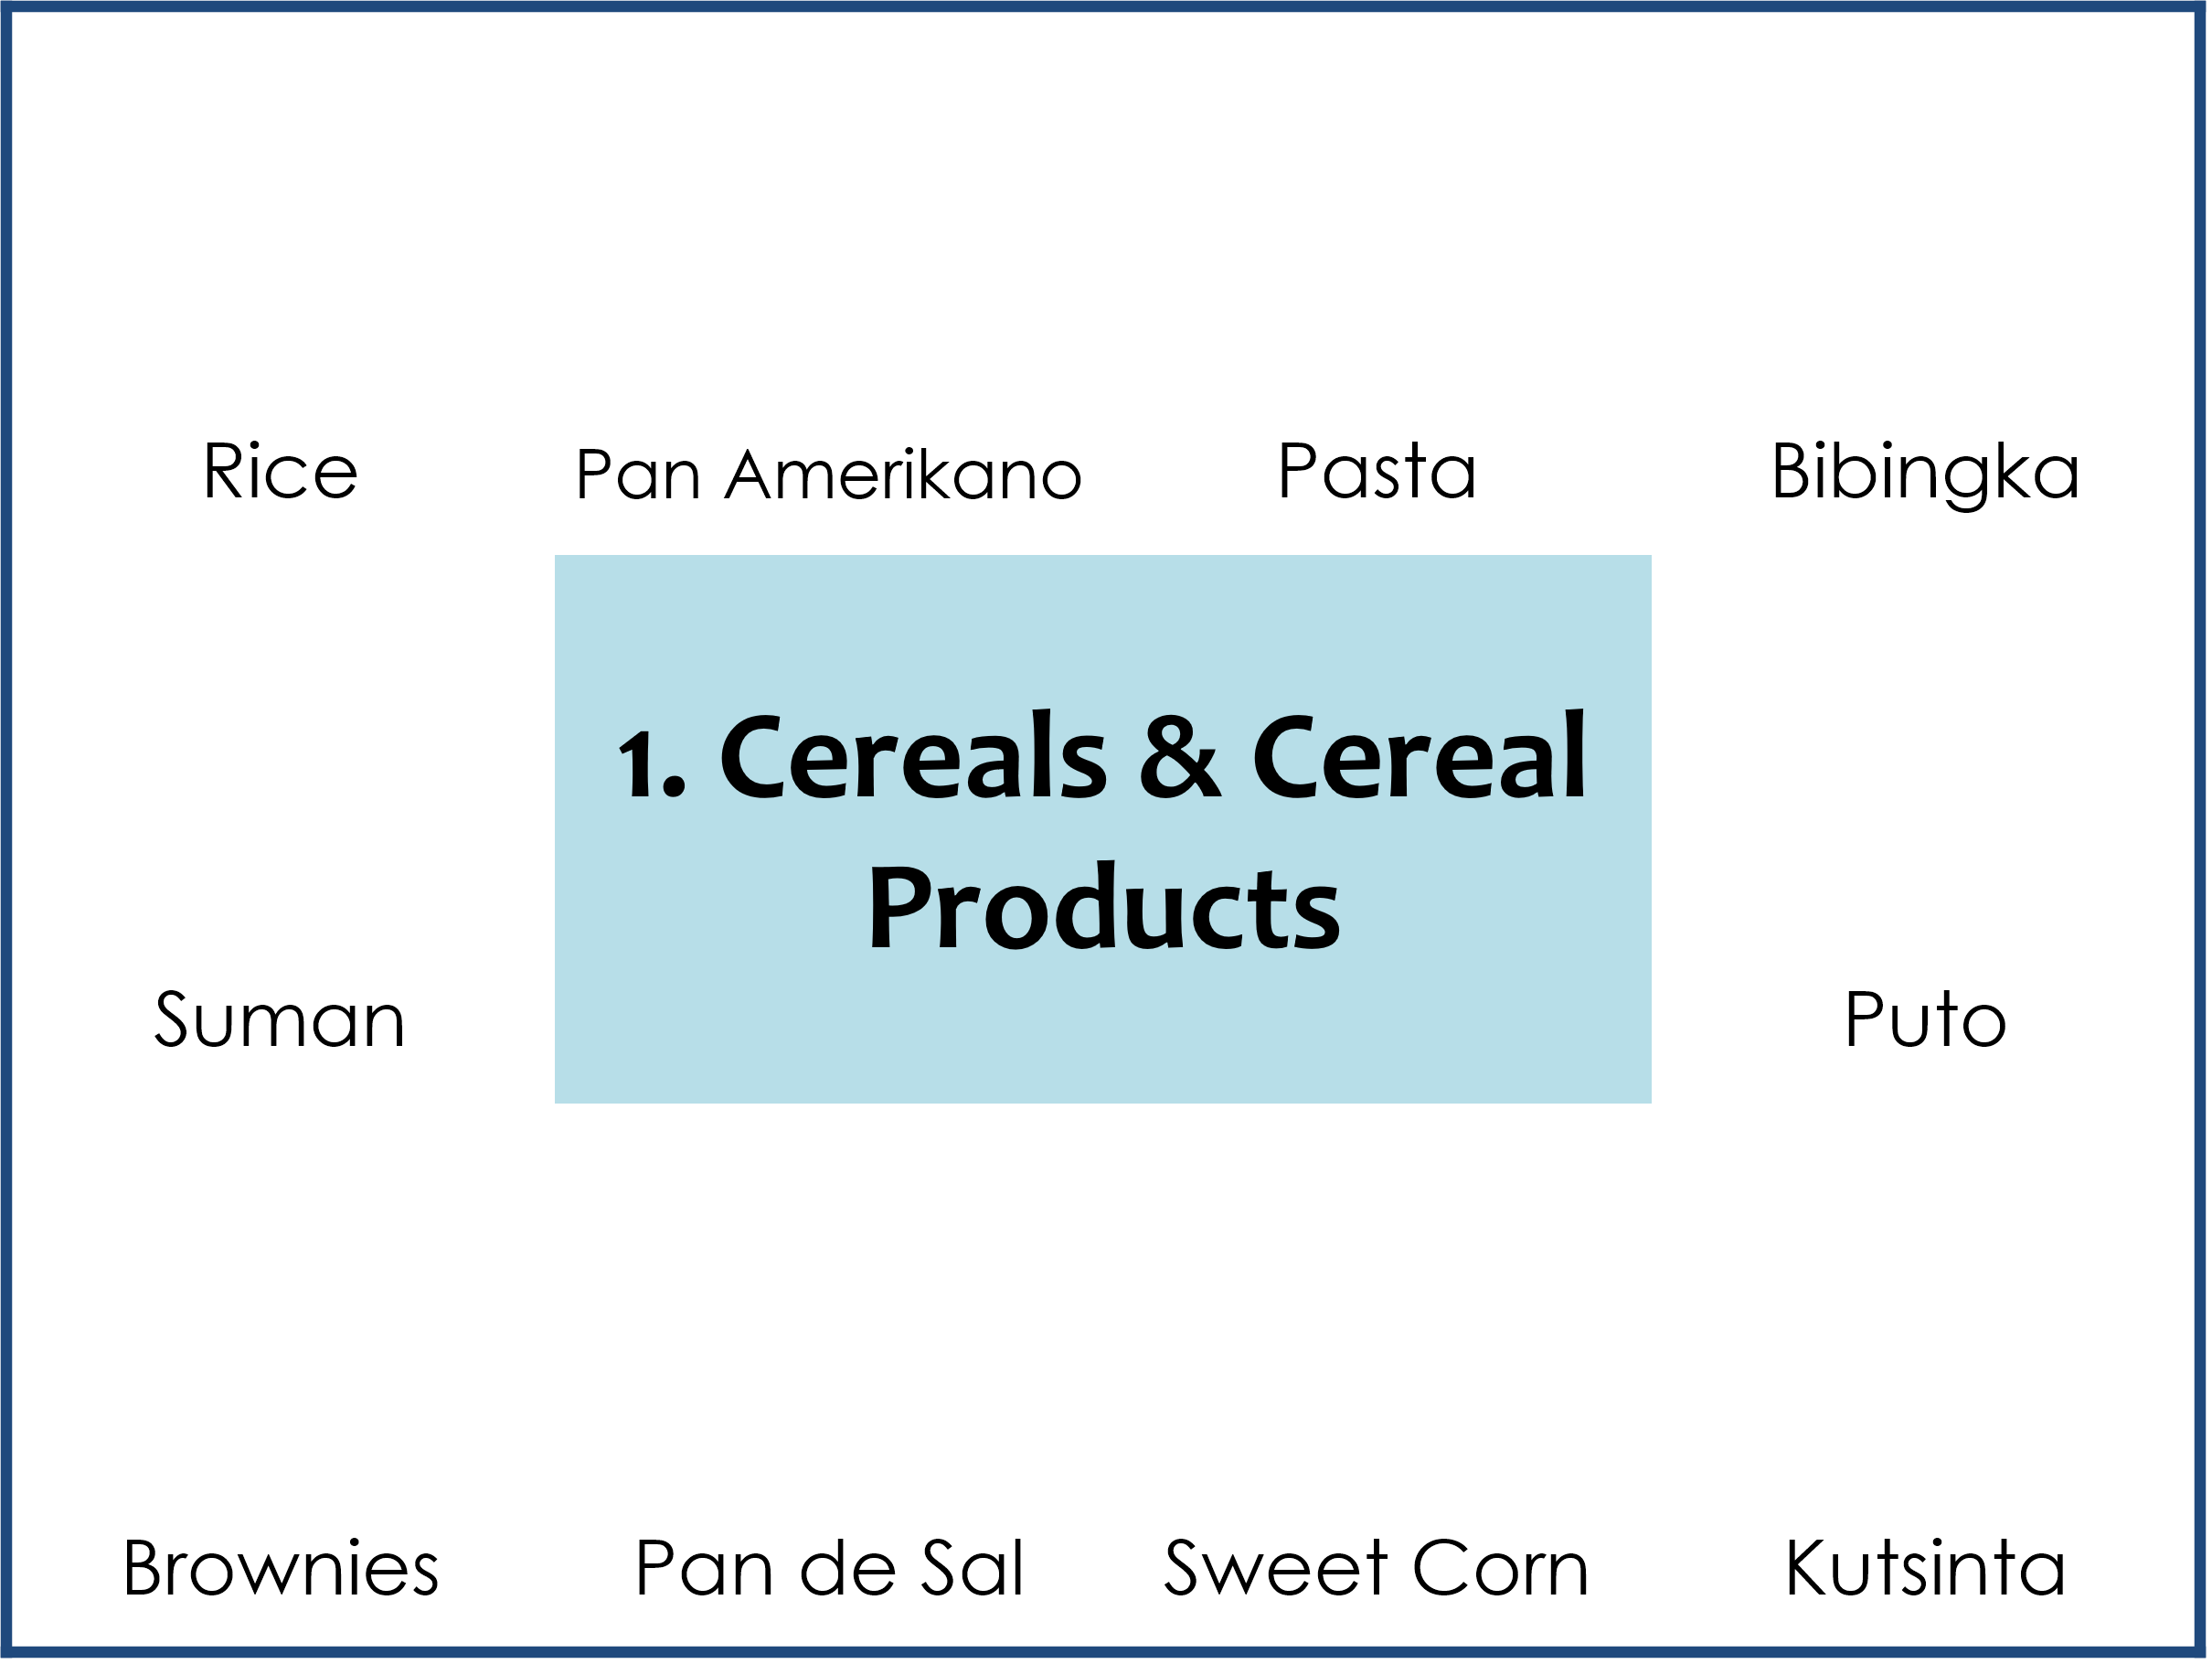 Rice
Pan Amerikano
Pasta
Bibingka
1. Cereals & Cereal
Products
Suman
Puto
Brownies
Pan de Sal
Sweet Corn
Kutsinta